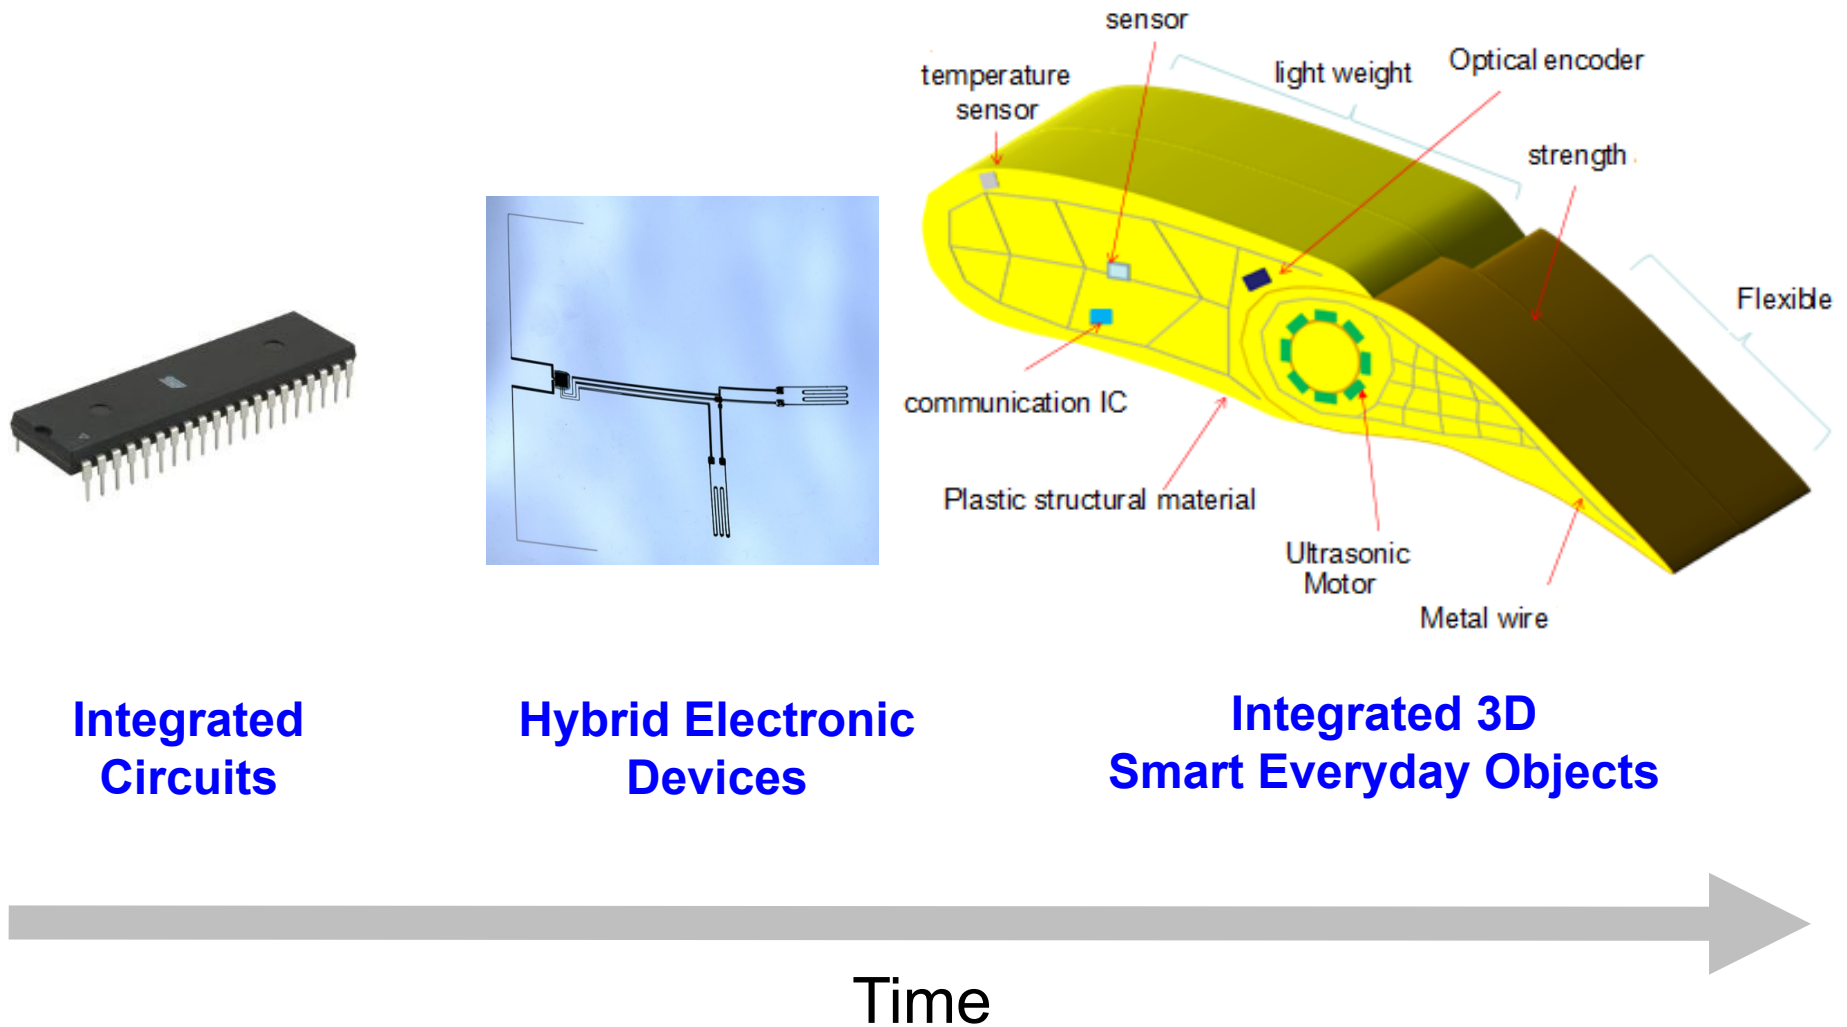 sensor
Optical encoder
light weight
temperature
sensor
strength
Flexible
communication IC
Plastic structural material
Ultrasonic
Motor
Metal wire
Integrated
Circuits
Hybrid Electronic
Devices
Integrated 3D
Smart Everyday Objects
Time